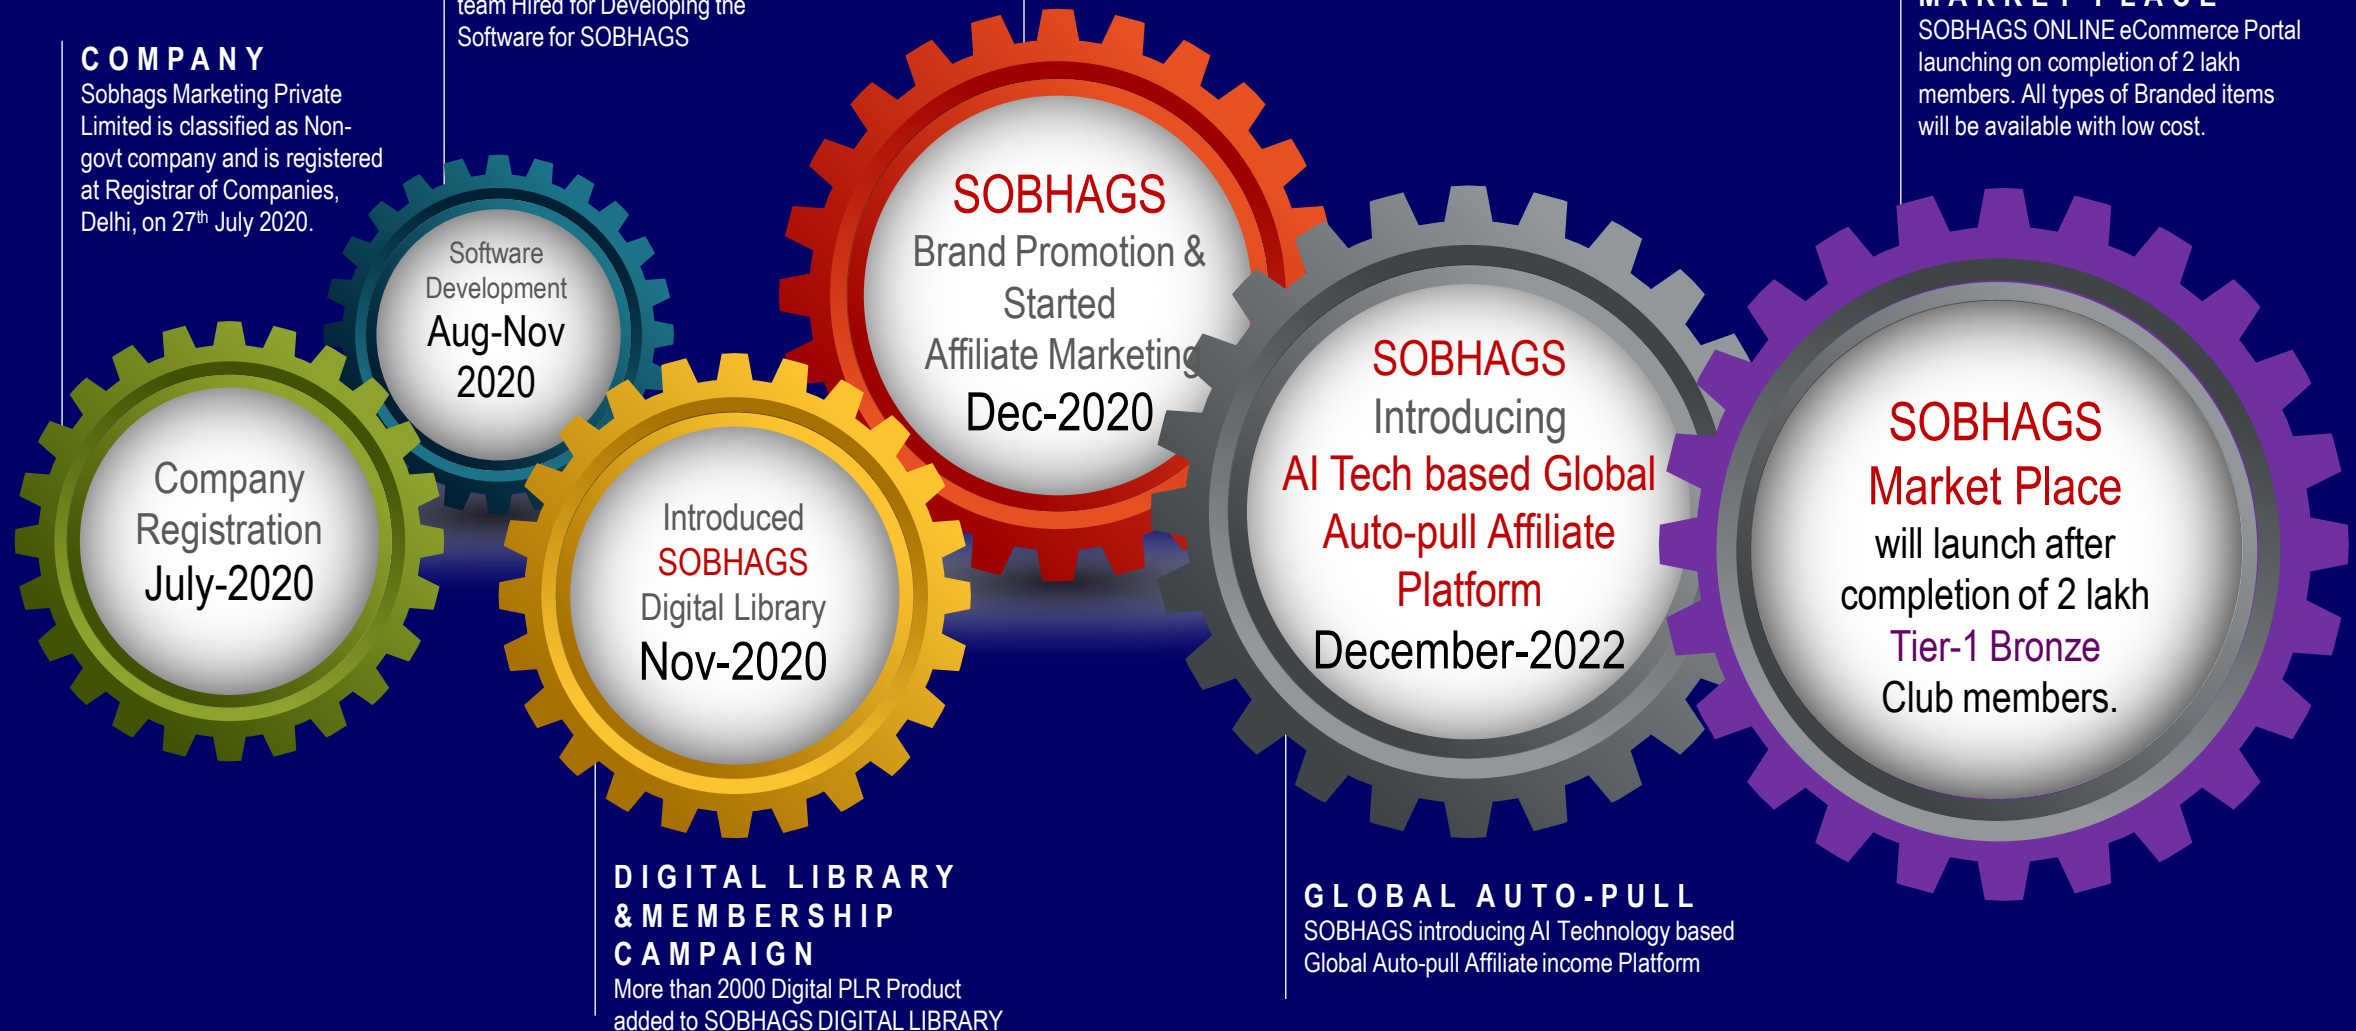 COMPANY
Sobhags Marketing Private
Limited is classified as Non-
govt company and is registered
at Registrar of Companies,
Delhi, on 27th July 2020.
team Hired for Developing the
Software for SOBHAGS
MARKET PLACE
SOBHAGS ONLINE eCommerce Portal
launching on completion of 2 lakh
members. All types of Branded items
will be available with low cost.
Company
Registration
July-2020
Software
Development
Aug-Nov
2020
Introduced
SOBHAGS
Digital Library
Nov-2020
SOBHAGS
Brand Promotion &
Started
Affiliate Marketing
Dec-2020
SOBHAGS
Introducing
AI Tech based Global
Auto-pull Affiliate
Platform
December-2022
SOBHAGS
Market Place
will launch after
completion of 2 lakh
Tier-1 Bronze
Club members.
DIGITAL LIBRARY
&MEMBERSHIP
CAMPAIGN
More than 2000 Digital PLR Product
added to SOBHAGS DIGITAL LIBRARY
GLOBAL AUTO-PULL
SOBHAGS introducing AI Technology based
Global Auto-pull Affiliate income Platform